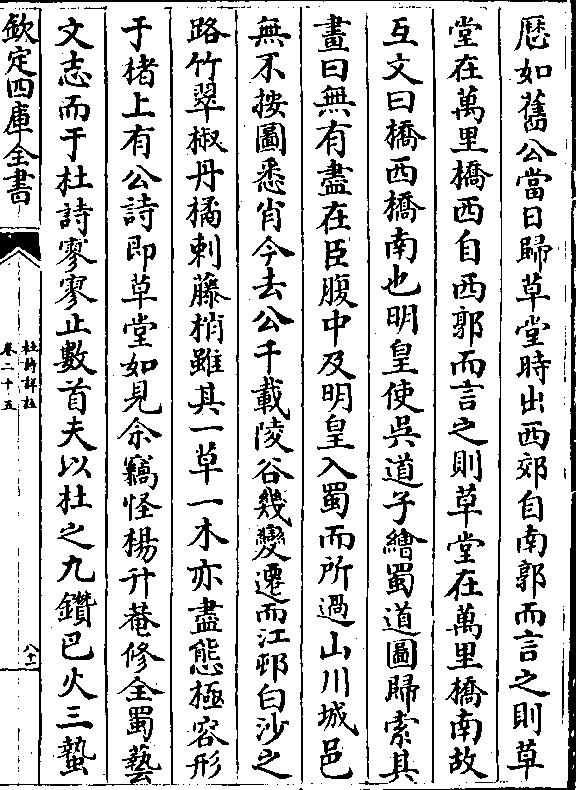 厯如舊公當日歸草堂時出西郊自南郭而言之則草
堂在萬里橋西自西郭而言之則草堂在萬里橋南故
互文曰橋西橋南也明皇使吳道子繪蜀道圖歸索其
畫曰無有盡在臣腹中及明皇入蜀而所過山川城邑
無不按圖悉肖今去公千載陵谷幾變遷而江邨白沙之
路竹翠椒丹橘刺藤梢雖其一草一木亦盡態極容形
于楮上有公詩即草堂如見余竊怪楊升菴修全蜀藝
文志而于杜詩寥寥止數首夫以杜之九鑽巴火三蟄
欽定四庫全書
杜詩詳註
卷二十五
八十二